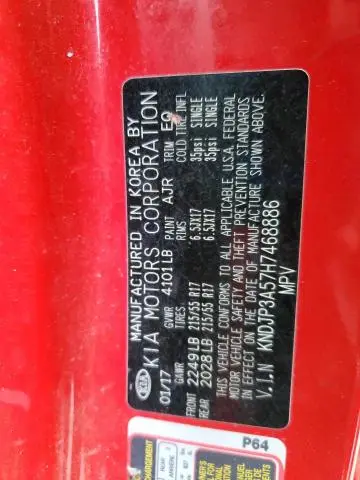 MANUFACTURED IN KOREA BY
KIA MOTORS CORPORATION
KIA
01/17
GVWR 4101LB
PAINT AJR
TRIM EQ
GAWR TIRES RIMS COLD TIRE INFL
2249LB 215/55 R17 6.5JX17 35psi SINGLE
2028LB 215/55 R17 6.5JX17 35psi SINGLE
THIS VEHICLE CONFORMS TO ALL APPLICABLE U.S.A. FEDERAL
MOTOR VEHICLE SAFETY AND THEFT PREVENTION STANDARDS
IN EFFECT ON THE DATE OF MANUFACTURE SHOWN ABOVE.
V.I.N KNDJP3A57H7468886
MPV
P64
CHARGEMENT
REAR
ARRIERE